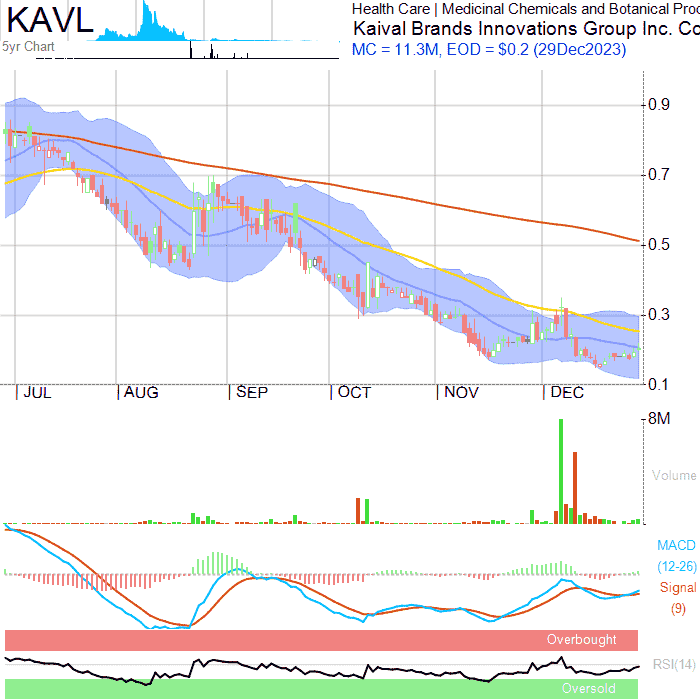 KAVL
5yr Chart
Health Care | Medicinal Chemicals and Botanical Proc
Kaival Brands Innovations Group Inc. Co
MC = 11.3M, EOD = $0.2 (29Dec2023)
0.9
0.7
0.5
0.3
0.1
JUL AUG SEP OCT NOV DEC
8M
Volume
MACD
(12-26)
Signal
(9)
Overbought
RSI(14)
Oversold